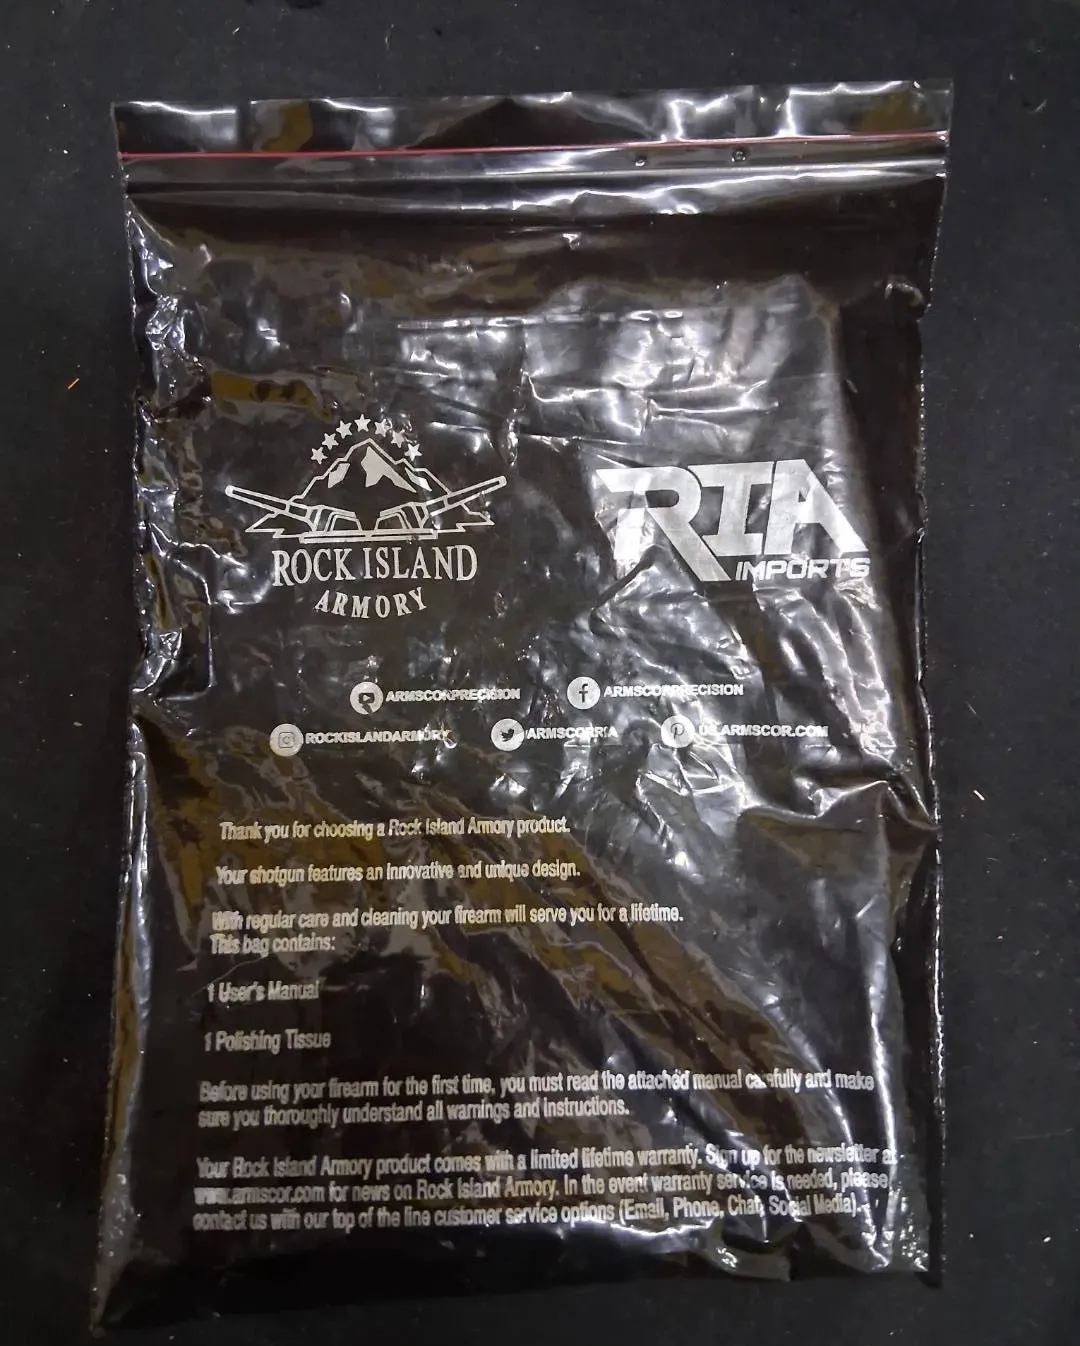 ROCK ISLAND
ARMORY
RIA
IMPORTS
ARMSCORPRECISION
ARMSCORPRECISION
ROCKISLANDARMORY
ARMSCORRIA
US.ARMSCOR.COM
Thank you for choosing a Rock Island Armory product.
Your shotgun features an innovative and unique design.
With regular care and cleaning your firearm will serve you for a lifetime.
This bag contains:
1 User's Manual
1 Polishing Tissue
Before using your firearm for the first time, you must read the attached manual carefully and make
sure you thoroughly understand all warnings and instructions.
Your Rock Island Armory product comes with a limited lifetime warranty. Sign up for the newsletter at
www.armscor.com for news on Rock Island Armory. In the event warranty service is needed, please
contact us with our top of the line customer service options (Email, Phone, Chat, Social Media).